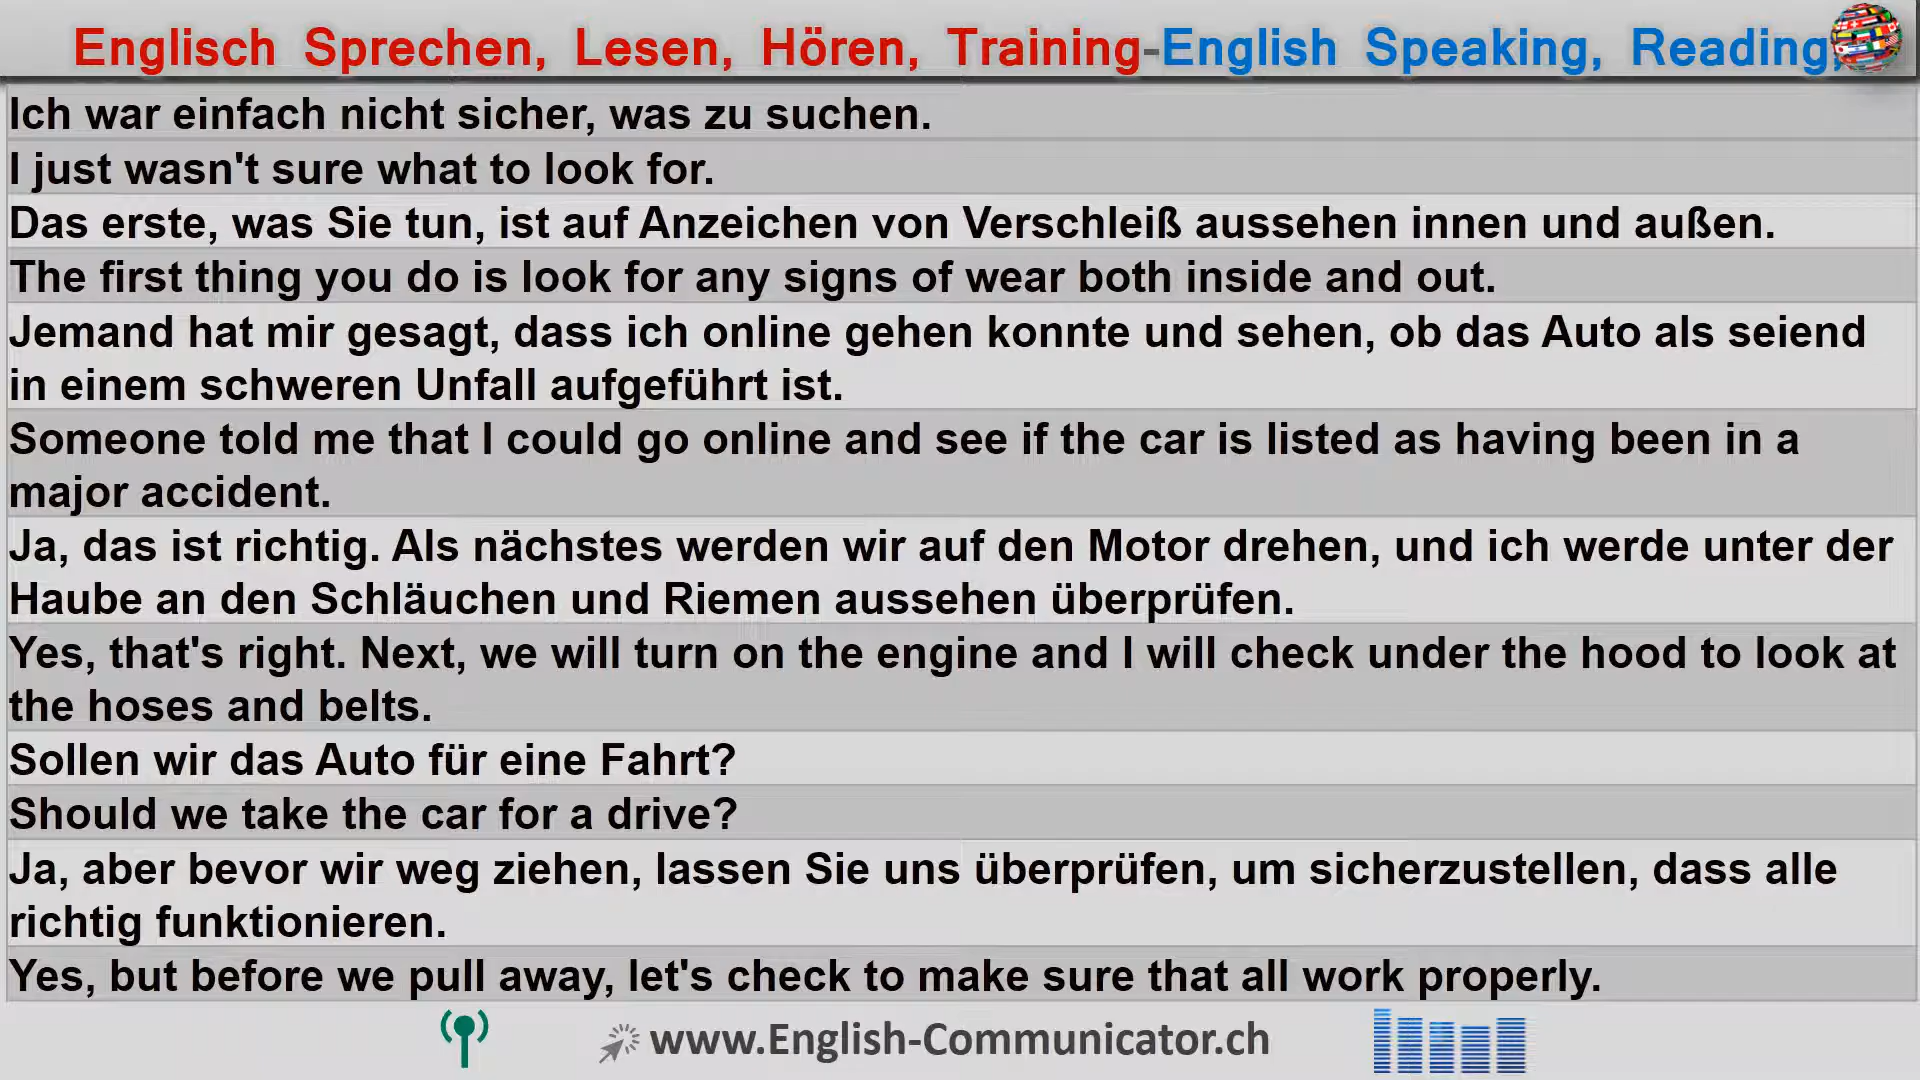 Englisch Sprechen, Lesen, Hören, Training-English Speaking, Reading,
Ich war einfach nicht sicher, was zu suchen.
I just wasn't sure what to look for.
Das erste, was Sie tun, ist auf Anzeichen von Verschleiß aussehen innen und außen.
The first thing you do is look for any signs of wear both inside and out.
Jemand hat mir gesagt, dass ich online gehen konnte und sehen, ob das Auto als seiend
in einem schweren Unfall aufgeführt ist.
Someone told me that I could go online and see if the car is listed as having been in a
major accident.
Ja, das ist richtig. Als nächstes werden wir auf den Motor drehen, und ich werde unter der
Haube an den Schläuchen und Riemen aussehen überprüfen.
Yes, that's right. Next, we will turn on the engine and I will check under the hood to look at
the hoses and belts.
Sollen wir das Auto für eine Fahrt?
Should we take the car for a drive?
Ja, aber bevor wir weg ziehen, lassen Sie uns überprüfen, um sicherzustellen, dass alle
richtig funktionieren.
Yes, but before we pull away, let's check to make sure that all work properly.
www.English-Communicator.ch